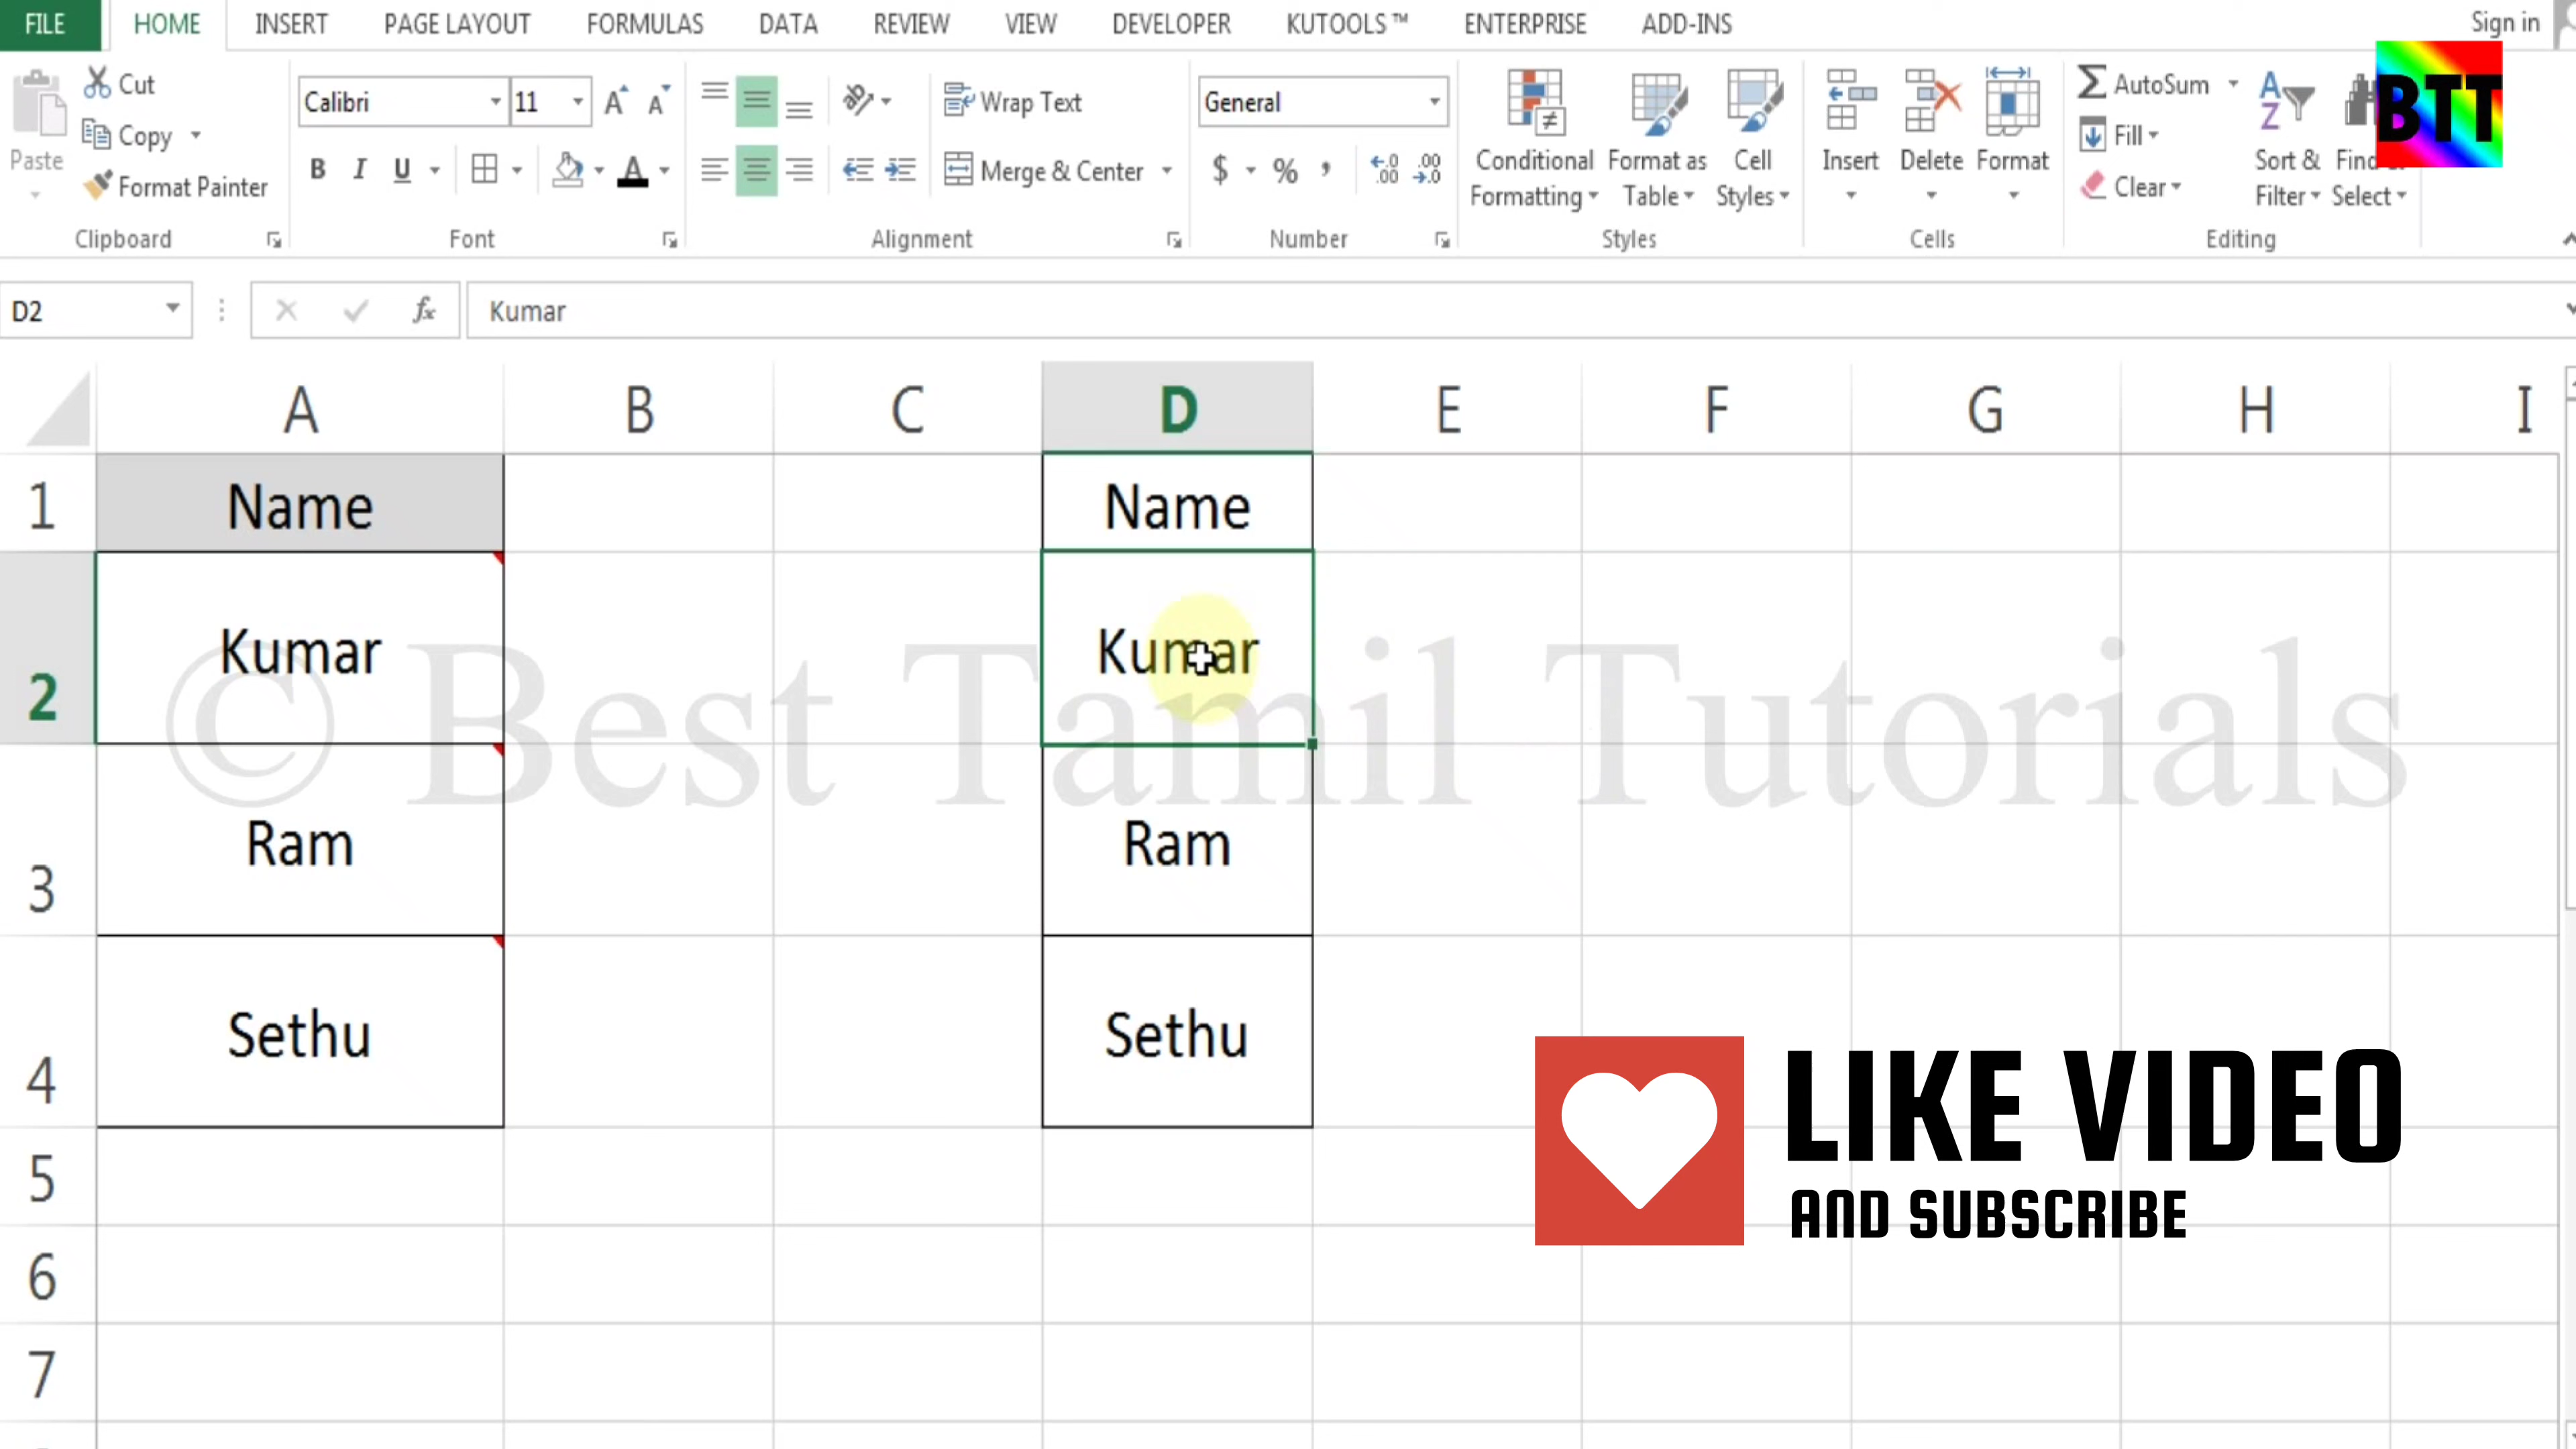 FILE HOME INSERT PAGE LAYOUT FORMULAS DATA REVIEW VIEW DEVELOPER KUTOOLS ™ ENTERPRISE ADD-INS Sign in
BTT
Paste
Cut
Copy
Format Painter
Clipboard
Calibri 11
B I U A
Font
Wrap Text
Merge & Center
Alignment
General
$ % ,
Number
Conditional Formatting
Format as Table
Cell Styles
Styles
Insert Delete Format
Cells
AutoSum
Fill
Clear
Sort & Filter
Find
Select
Editing
D2 fx Kumar
A B C D E F G H I
1 Name Name
2 Kumar Kumar
© Best Tamil Tutorials
3 Ram Ram
4 Sethu Sethu
5
6
7
LIKE VIDEO
AND SUBSCRIBE